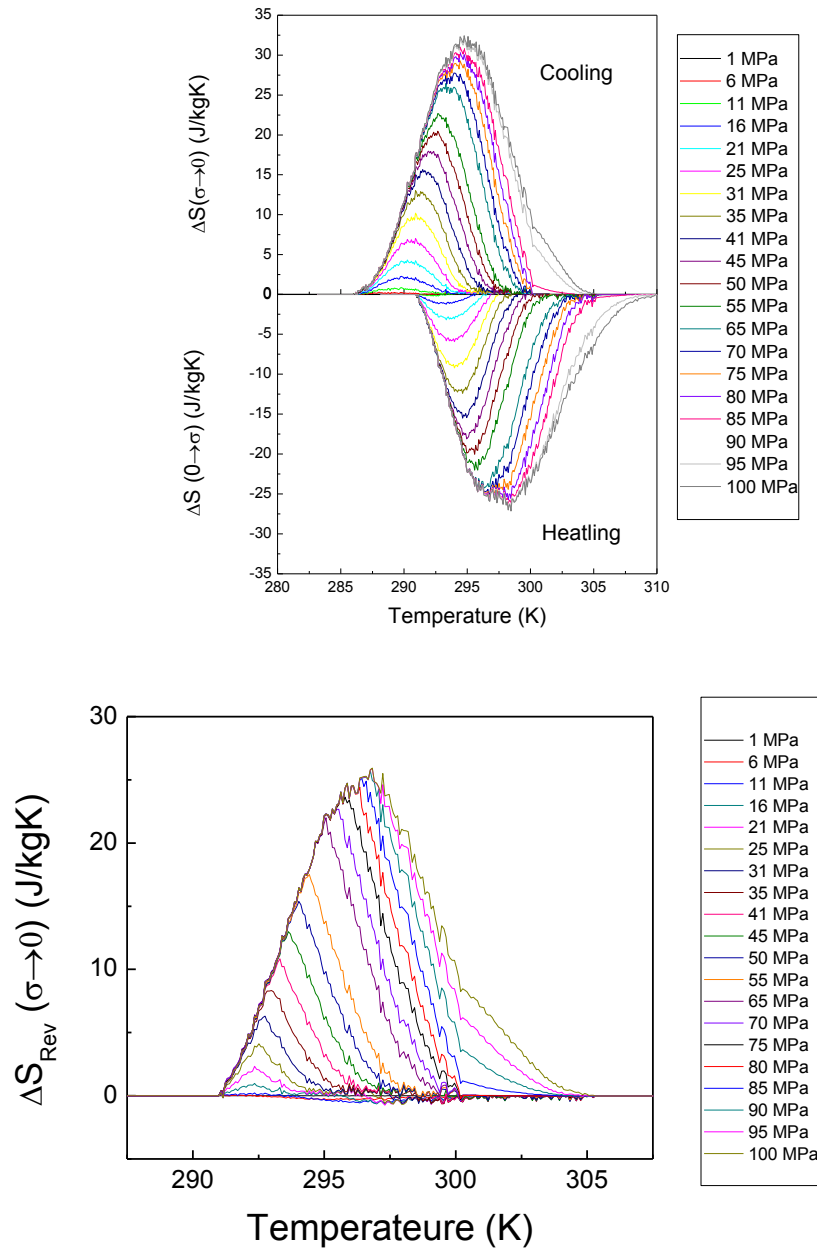 35
30
25
20
15
10
5
0
ΔS(σ→0) (J/kgK)
Cooling
0
-5
-10
-15
-20
-25
-30
-35
ΔS (0→σ) (J/kgK)
Heatling
280 285 290 295 300 305 310
Temperature (K)
1 MPa
6 MPa
11 MPa
16 MPa
21 MPa
25 MPa
31 MPa
35 MPa
41 MPa
45 MPa
50 MPa
55 MPa
65 MPa
70 MPa
75 MPa
80 MPa
85 MPa
90 MPa
95 MPa
100 MPa
30
20
10
0
ΔS_Rev (σ→0) (J/kgK)
290 295 300 305
Temperateure (K)
1 MPa
6 MPa
11 MPa
16 MPa
21 MPa
25 MPa
31 MPa
35 MPa
41 MPa
45 MPa
50 MPa
55 MPa
65 MPa
70 MPa
75 MPa
80 MPa
85 MPa
90 MPa
95 MPa
100 MPa